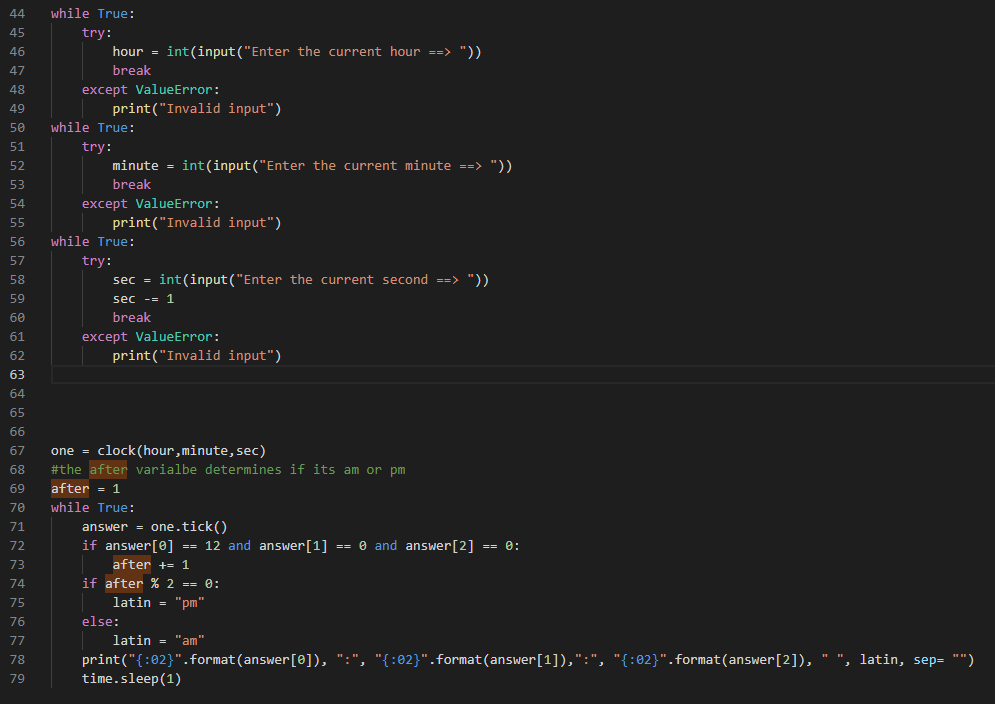 44 while True:
45     try:
46         hour = int(input("Enter the current hour ==> "))
47         break
48     except ValueError:
49         print("Invalid input")
50 while True:
51     try:
52         minute = int(input("Enter the current minute ==> "))
53         break
54     except ValueError:
55         print("Invalid input")
56 while True:
57     try:
58         sec = int(input("Enter the current second ==> "))
59         sec -= 1
60         break
61     except ValueError:
62         print("Invalid input")
63
64
65
66
67 one = clock(hour,minute,sec)
68 #the after varialbe determines if its am or pm
69 after = 1
70 while True:
71     answer = one.tick()
72     if answer[0] == 12 and answer[1] == 0 and answer[2] == 0:
73         after += 1
74     if after % 2 == 0:
75         latin = "pm"
76     else:
77         latin = "am"
78     print("{:02}".format(answer[0]), ":", "{:02}".format(answer[1]),":", "{:02}".format(answer[2]), " ", latin, sep= "")
79     time.sleep(1)